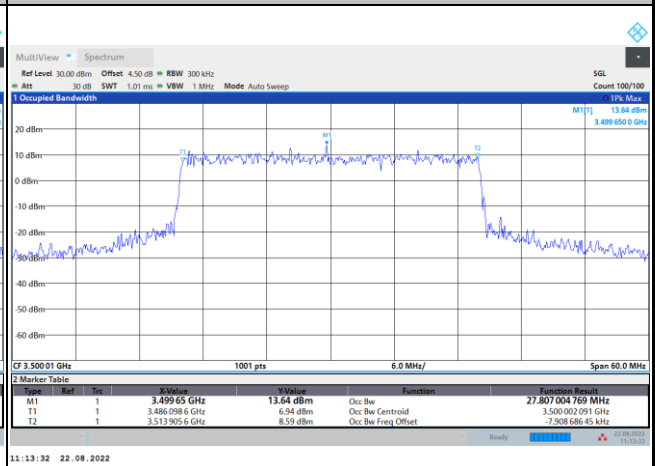 MultiView Spectrum
Ref Level 30.00 dBm Offset 4.50 dB RBW 300 kHz SGL
Att 30 dB SWT 1.01 ms VBW 1 MHz Mode Auto Sweep Count 100/100
1 Occupied Bandwidth 1Pk Max
M1[1] 13.64 dBm
3.499 650 0 GHz
20 dBm
M1
T1 T2
10 dBm
0 dBm
-10 dBm
-20 dBm
-30 dBm
-40 dBm
-50 dBm
-60 dBm
CF 3.500 01 GHz 1001 pts 6.0 MHz/ Span 60.0 MHz
2 Marker Table
Type Ref Trc X-Value Y-Value Function Function Result
M1 1 3.499 65 GHz 13.64 dBm Occ Bw 27.807 004 769 MHz
T1 1 3.486 098 6 GHz 6.94 dBm Occ Bw Centroid 3.500 002 091 GHz
T2 1 3.513 905 6 GHz 8.59 dBm Occ Bw Freq Offset -7.908 686 45 kHz
Ready 22.08.2022
11:13:32
11:13:32 22.08.2022